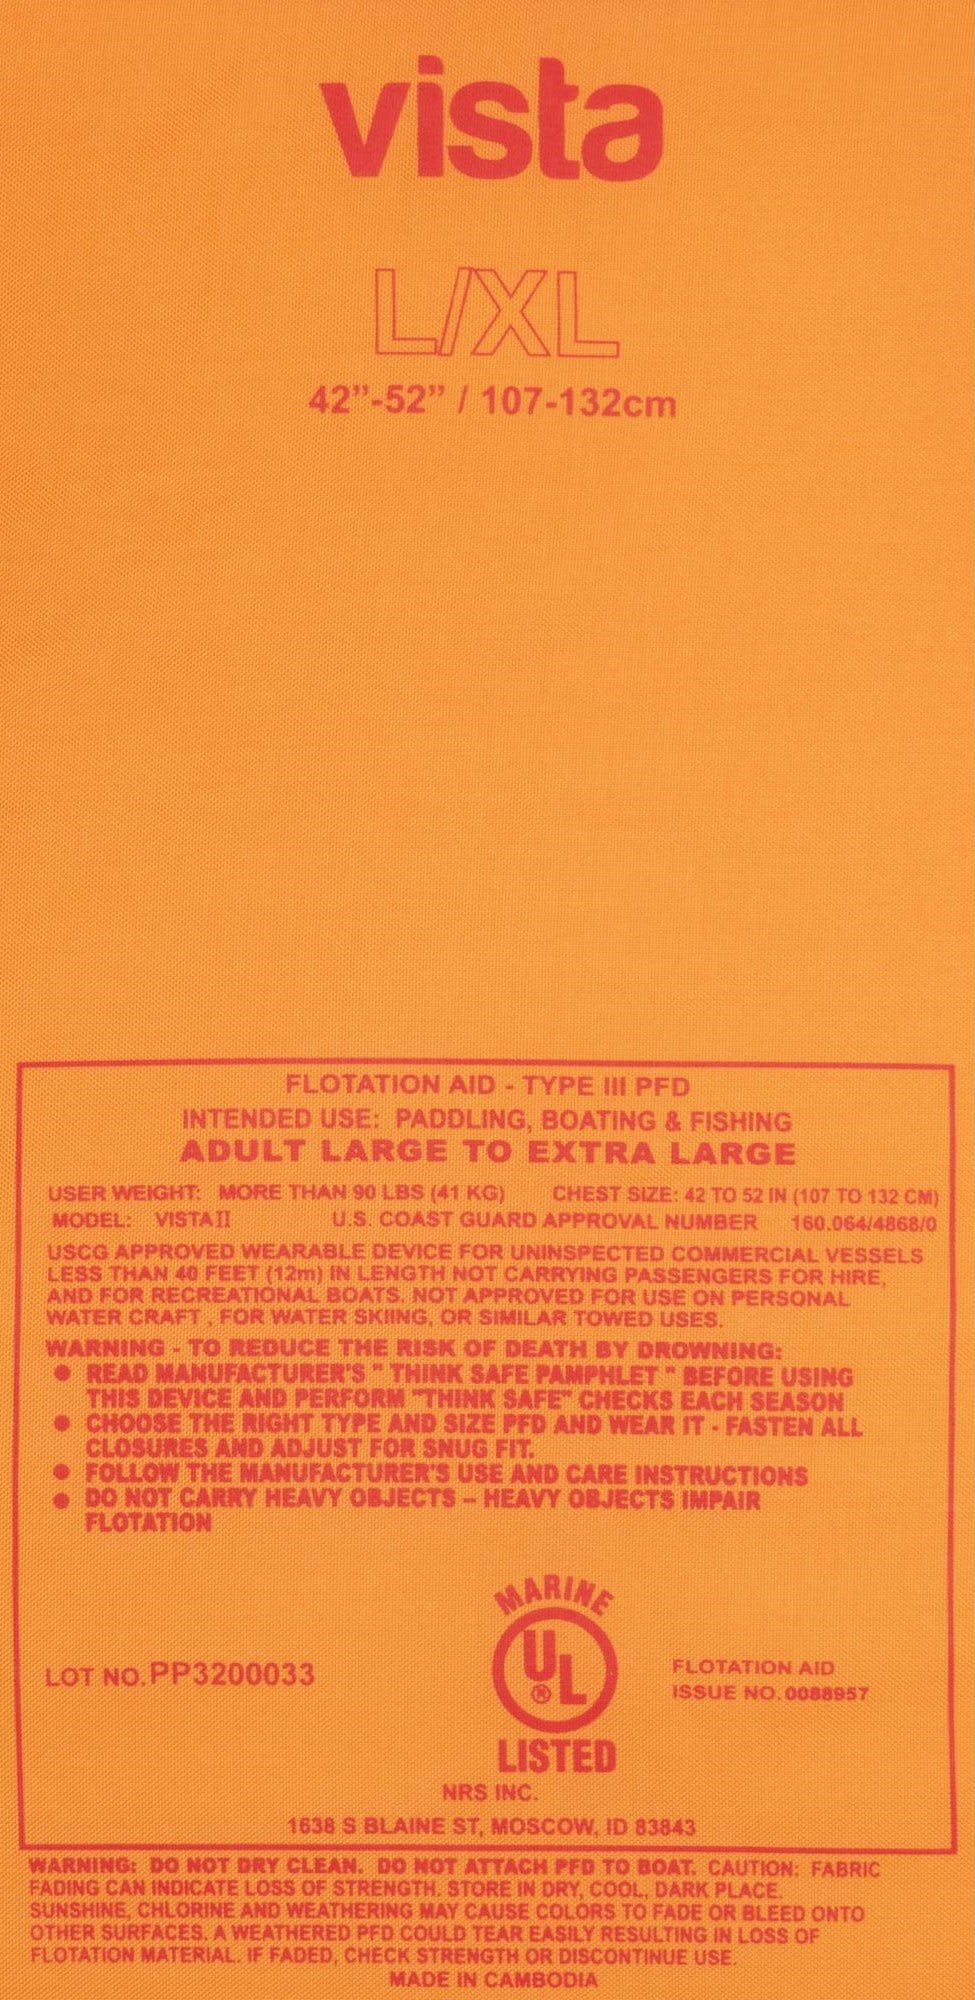 vista
L/XL
42”-52” / 107-132cm
FLOTATION AID - TYPE III PFD
INTENDED USE: PADDLING, BOATING & FISHING
ADULT LARGE TO EXTRA LARGE
USER WEIGHT: MORE THAN 90 LBS (41 KG) CHEST SIZE: 42 TO 52 IN (107 TO 132 CM)
MODEL: VISTA II U.S. COAST GUARD APPROVAL NUMBER 160.064/4868/0
USCG APPROVED WEARABLE DEVICE FOR UNINSPECTED COMMERCIAL VESSELS
LESS THAN 40 FEET (12m) IN LENGTH NOT CARRYING PASSENGERS FOR HIRE,
AND FOR RECREATIONAL BOATS. NOT APPROVED FOR USE ON PERSONAL
WATER CRAFT , FOR WATER SKIING, OR SIMILAR TOWED USES.
WARNING - TO REDUCE THE RISK OF DEATH BY DROWNING:
● READ MANUFACTURER'S " THINK SAFE PAMPHLET " BEFORE USING
THIS DEVICE AND PERFORM "THINK SAFE" CHECKS EACH SEASON
● CHOOSE THE RIGHT TYPE AND SIZE PFD AND WEAR IT - FASTEN ALL
CLOSURES AND ADJUST FOR SNUG FIT.
● FOLLOW THE MANUFACTURER'S USE AND CARE INSTRUCTIONS
● DO NOT CARRY HEAVY OBJECTS – HEAVY OBJECTS IMPAIR
FLOTATION
MARINE
UL ®
LISTED
LOT NO. PP3200033
FLOTATION AID
ISSUE NO. 0088957
NRS INC.
1638 S BLAINE ST, MOSCOW, ID 83843
WARNING: DO NOT DRY CLEAN. DO NOT ATTACH PFD TO BOAT. CAUTION: FABRIC
FADING CAN INDICATE LOSS OF STRENGTH. STORE IN DRY, COOL, DARK PLACE.
SUNSHINE, CHLORINE AND WEATHERING MAY CAUSE COLORS TO FADE OR BLEED ONTO
OTHER SURFACES. A WEATHERED PFD COULD TEAR EASILY RESULTING IN LOSS OF
FLOTATION MATERIAL. IF FADED, CHECK STRENGTH OR DISCONTINUE USE.
MADE IN CAMBODIA